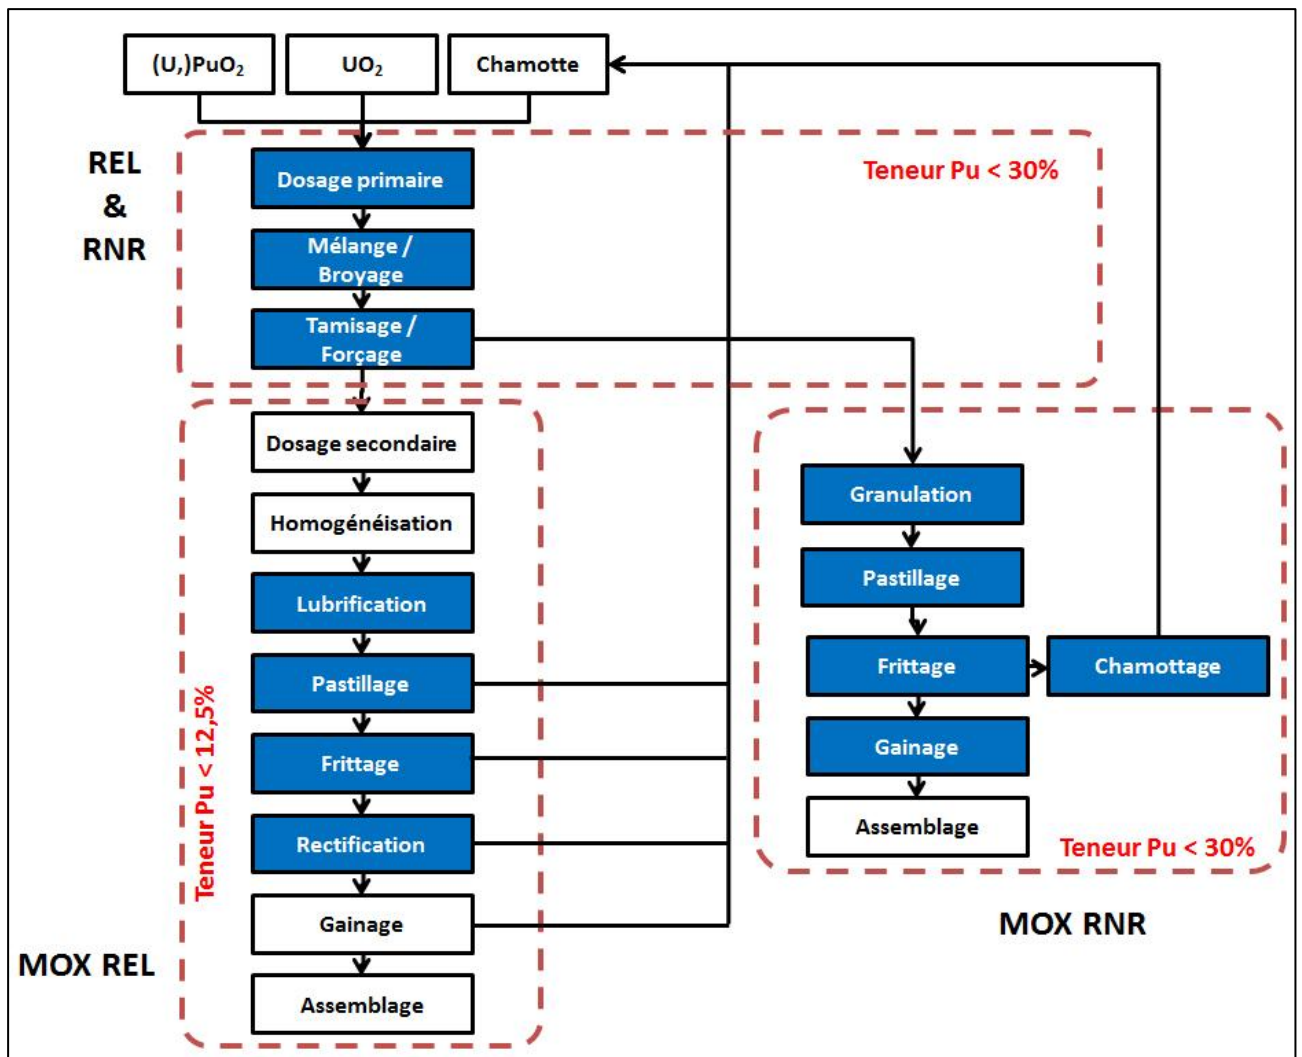 (U,)PuO₂
UO₂
Chamotte
REL
&
RNR
Teneur Pu < 30%
Dosage primaire
Mélange /
Broyage
Tamisage /
Forçage
Teneur Pu < 12,5%
Dosage secondaire
Homogénéisation
Lubrification
Pastillage
Frittage
Rectification
Gainage
Assemblage
MOX REL
Granulation
Pastillage
Frittage
Chamottage
Gainage
Assemblage
Teneur Pu < 30%
MOX RNR